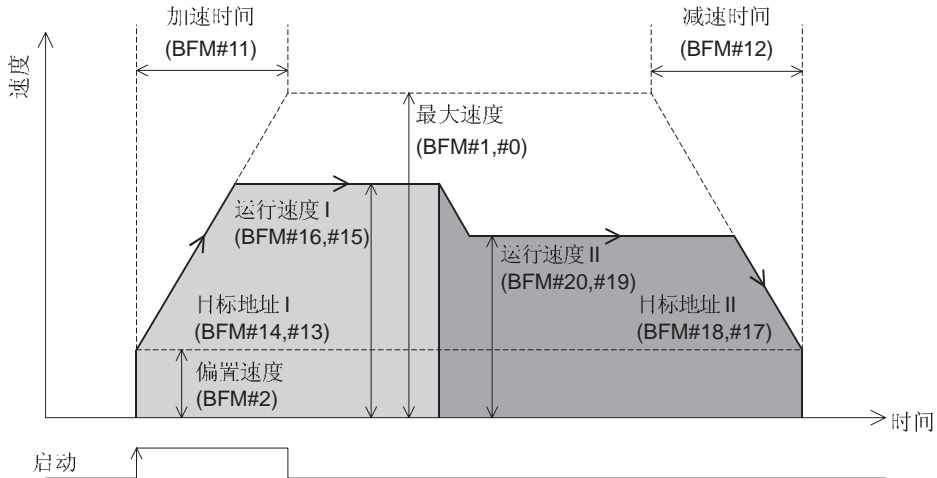 加速时间
(BFM#11)
减速时间
(BFM#12)
速度
最大速度
(BFM#1,#0)
运行速度 I
(BFM#16,#15)
运行速度 II
(BFM#20,#19)
目标地址 I
(BFM#14,#13)
目标地址 II
(BFM#18,#17)
偏置速度
(BFM#2)
时间
启动